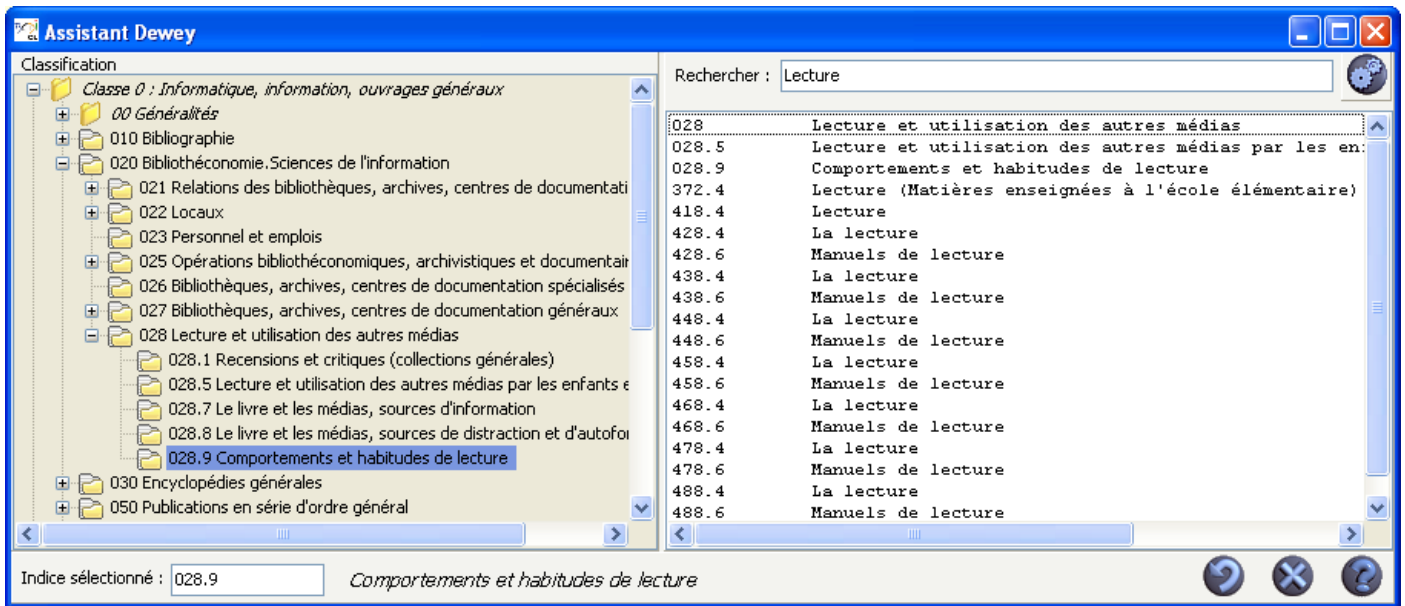 Assistant Dewey
Classification
Classe 0 : Informatique, information, ouvrages généraux
00 Généralités
010 Bibliographie
020 Bibliothéconomie.Sciences de l'information
021 Relations des bibliothèques, archives, centres de documentati
022 Locaux
023 Personnel et emplois
025 Opérations bibliothéconomiques, archivistiques et documentair
026 Bibliothèques, archives, centres de documentation spécialisés
027 Bibliothèques, archives, centres de documentation généraux
028 Lecture et utilisation des autres médias
028.1 Recensions et critiques (collections générales)
028.5 Lecture et utilisation des autres médias par les enfants e
028.7 Le livre et les médias, sources d'information
028.8 Le livre et les médias, sources de distraction et d'autofor
028.9 Comportements et habitudes de lecture
030 Encyclopédies générales
050 Publications en série d'ordre général
Rechercher : Lecture
028 Lecture et utilisation des autres médias
028.5 Lecture et utilisation des autres médias par les en
028.9 Comportements et habitudes de lecture
372.4 Lecture (Matières enseignées à l'école élémentaire)
418.4 Lecture
428.4 La lecture
428.6 Manuels de lecture
438.4 La lecture
438.6 Manuels de lecture
448.4 La lecture
448.6 Manuels de lecture
458.4 La lecture
458.6 Manuels de lecture
468.4 La lecture
468.6 Manuels de lecture
478.4 La lecture
478.6 Manuels de lecture
488.4 La lecture
488.6 Manuels de lecture
Indice sélectionné : 028.9 Comportements et habitudes de lecture